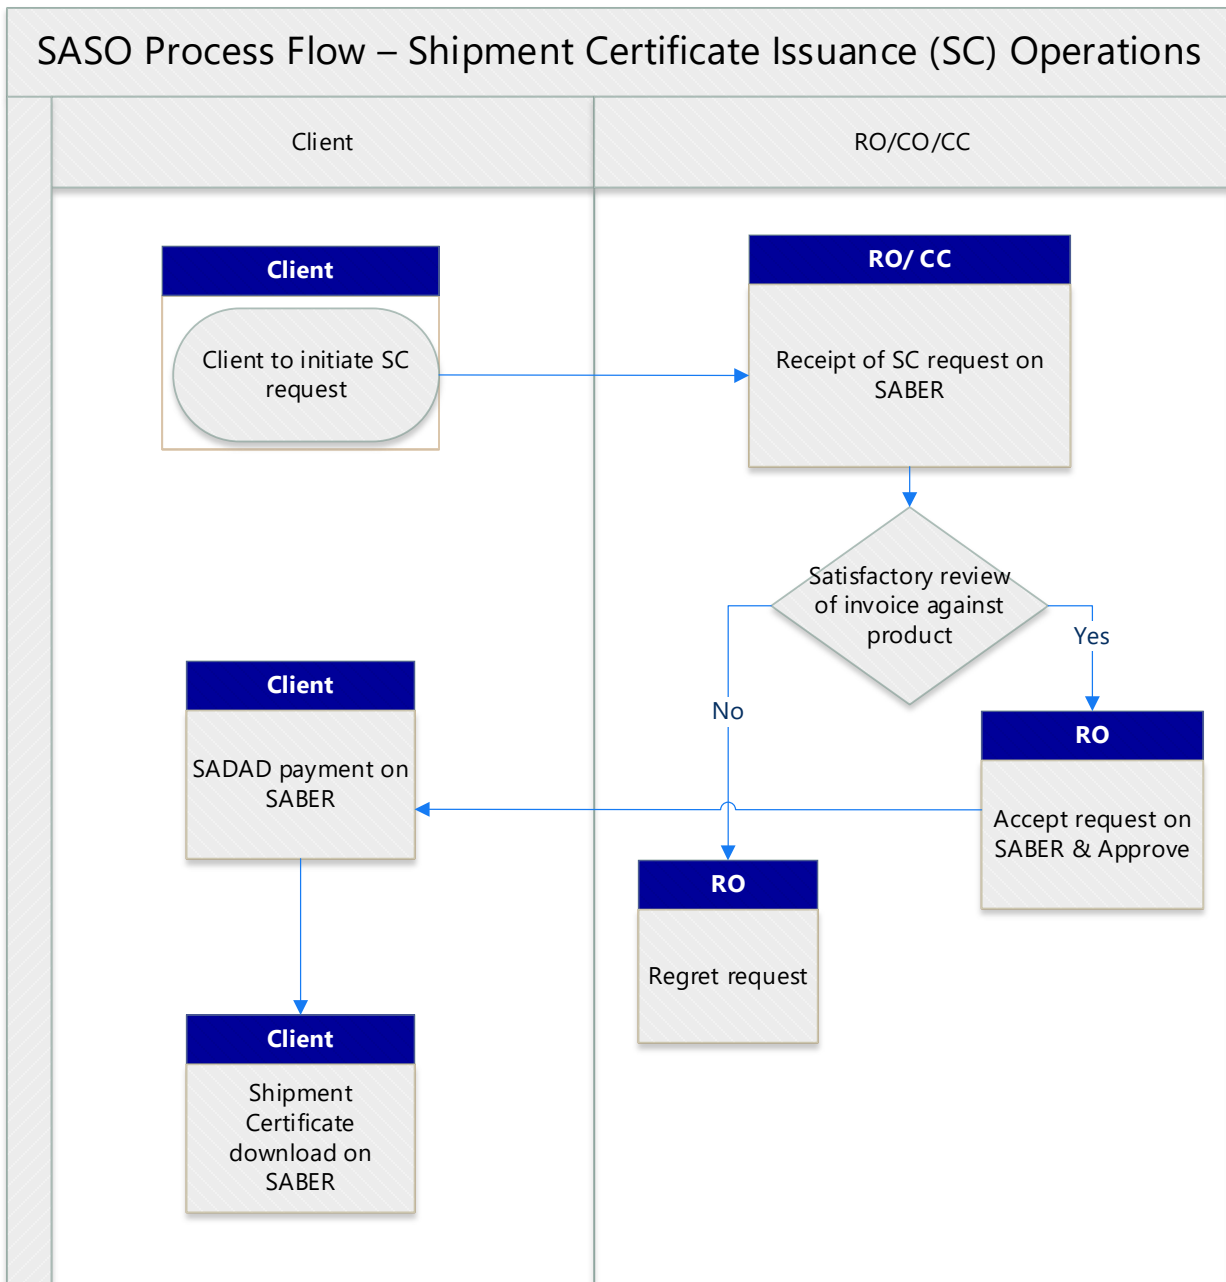 SASO Process Flow – Shipment Certificate Issuance (SC) Operations
Client
RO/CO/CC
Client
Client to initiate SC
request
RO/ CC
Receipt of SC request on
SABER
Satisfactory review
of invoice against
product
Yes
No
RO
Accept request on
SABER & Approve
Client
SADAD payment on
SABER
RO
Regret request
Client
Shipment
Certificate
download on
SABER